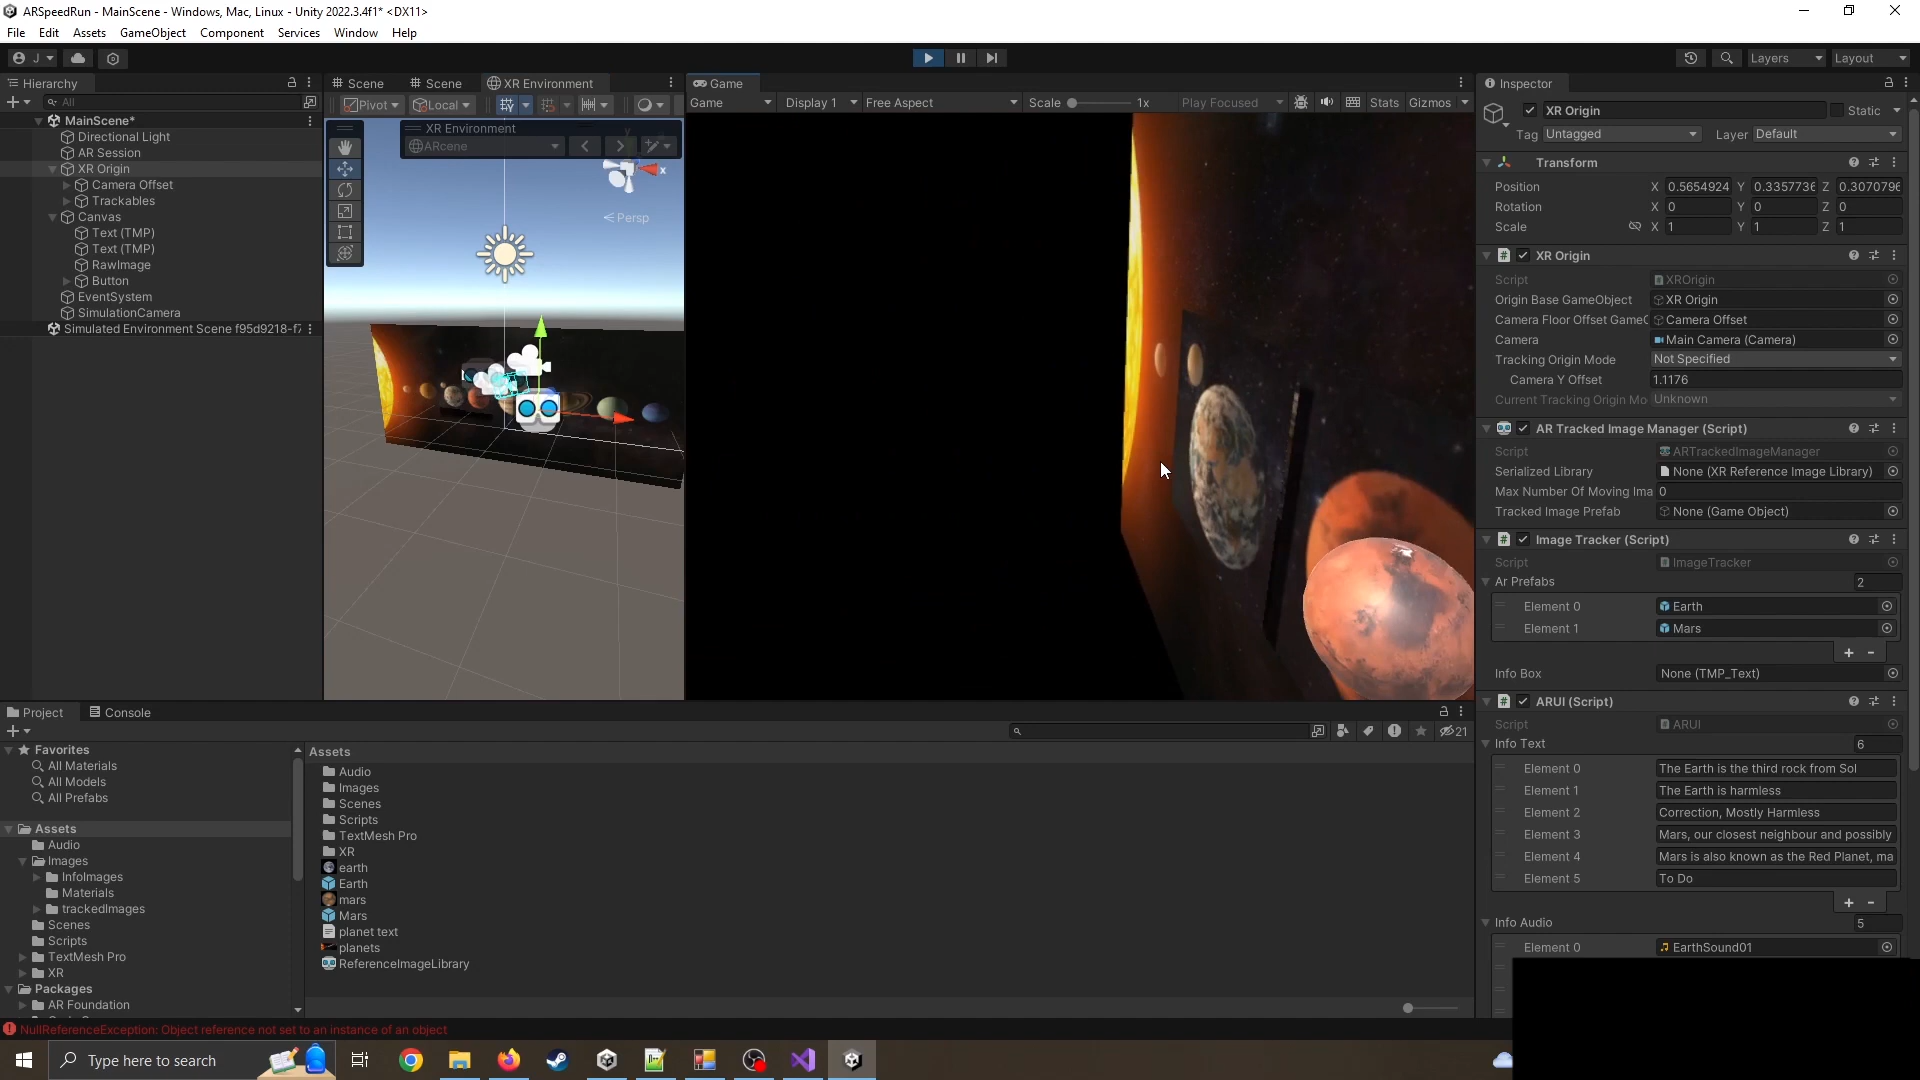 ARSpeedRun - MainScene - Windows, Mac, Linux - Unity 2022.3.4f1* <DX11>
File Edit Assets GameObject Component Services Window Help
J Layers Layout
Hierarchy Scene Scene XR Environment Game Inspector
All Pivot Local Game Display 1 Free Aspect Scale 1x Play Focused Stats Gizmos XR Origin Static
MainScene* XR Environment Tag Untagged Layer Default
Directional Light ARcene
AR Session Transform
XR Origin x Position X 0.5654924 Y 0.3357736 Z 0.3070796
Camera Offset Rotation X 0 Y 0 Z 0
Trackables Persp Scale X 1 Y 1 Z 1
Canvas XR Origin
Text (TMP) Script XROrigin
Text (TMP) Origin Base GameObject XR Origin
RawImage Camera Floor Offset GameC Camera Offset
Button Camera Main Camera (Camera)
EventSystem Tracking Origin Mode Not Specified
SimulationCamera Camera Y Offset 1.1176
Simulated Environment Scene f95d9218-f7 Current Tracking Origin Mo Unknown
AR Tracked Image Manager (Script)
Script ARTrackedImageManager
Serialized Library None (XR Reference Image Library)
Max Number Of Moving Ima 0
Tracked Image Prefab None (Game Object)
Image Tracker (Script)
Script ImageTracker
Ar Prefabs 2
Element 0 Earth
Element 1 Mars
Info Box None (TMP_Text)
ARUI (Script)
Script ARUI
Info Text 6
Element 0 The Earth is the third rock from Sol
Element 1 The Earth is harmless
Element 2 Correction, Mostly Harmless
Element 3 Mars, our closest neighbour and possibly
Element 4 Mars is also known as the Red Planet, ma
Element 5 To Do
Info Audio 5
Element 0 EarthSound01
Project Console
21
Favorites
All Materials
All Models
All Prefabs
Assets
Audio
Images
InfoImages
Materials
trackedImages
Scenes
Scripts
TextMesh Pro
XR
Packages
AR Foundation
Assets
Audio
Images
Scenes
Scripts
TextMesh Pro
XR
earth
Earth
mars
Mars
planet text
planets
ReferenceImageLibrary
NullReferenceException: Object reference not set to an instance of an object
Type here to search